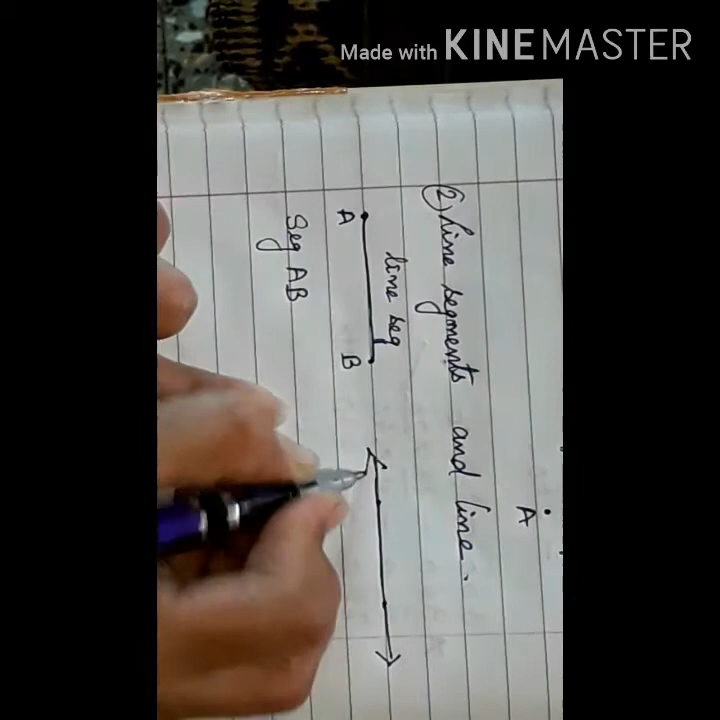 Made with KINEMASTER
A
② Line segments and line.
line seg
A B
Seg AB